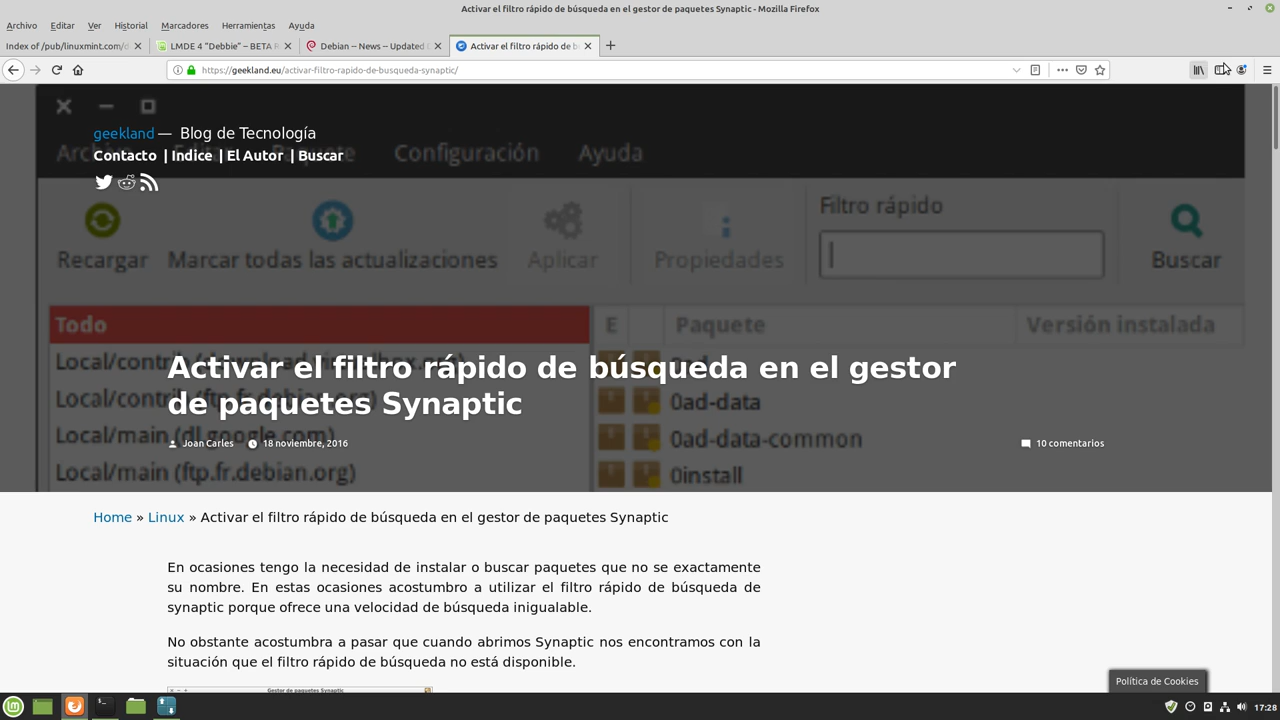 Activar el filtro rápido de búsqueda en el gestor de paquetes Synaptic - Mozilla Firefox
Archivo Editar Ver Historial Marcadores Herramientas Ayuda
Index of /pub/linuxmint.com/d
LMDE 4 “Debbie” – BETA R
Debian -- News -- Updated
Activar el filtro rápido de b
https://geekland.eu/activar-filtro-rapido-de-busqueda-synaptic/
geekland — Blog de Tecnología
Configuración Ayuda
Contacto | Indice | El Autor | Buscar
Filtro rápido
Recargar Marcar todas las actualizaciones Aplicar Propiedades Buscar
Todo E Paquete Versión instalada
Activar el filtro rápido de búsqueda en el gestor
de paquetes Synaptic
0ad-data
Local/main (dl.google.com) 0ad-data-common
Joan Carles 18 noviembre, 2016 10 comentarios
Local/main (ftp.fr.debian.org) 0install
Home » Linux » Activar el filtro rápido de búsqueda en el gestor de paquetes Synaptic
En ocasiones tengo la necesidad de instalar o buscar paquetes que no se exactamente
su nombre. En estas ocasiones acostumbro a utilizar el filtro rápido de búsqueda de
synaptic porque ofrece una velocidad de búsqueda inigualable.
No obstante acostumbra a pasar que cuando abrimos Synaptic nos encontramos con la
situación que el filtro rápido de búsqueda no está disponible.
Política de Cookies
Gestor de paquetes Synaptic
17:28